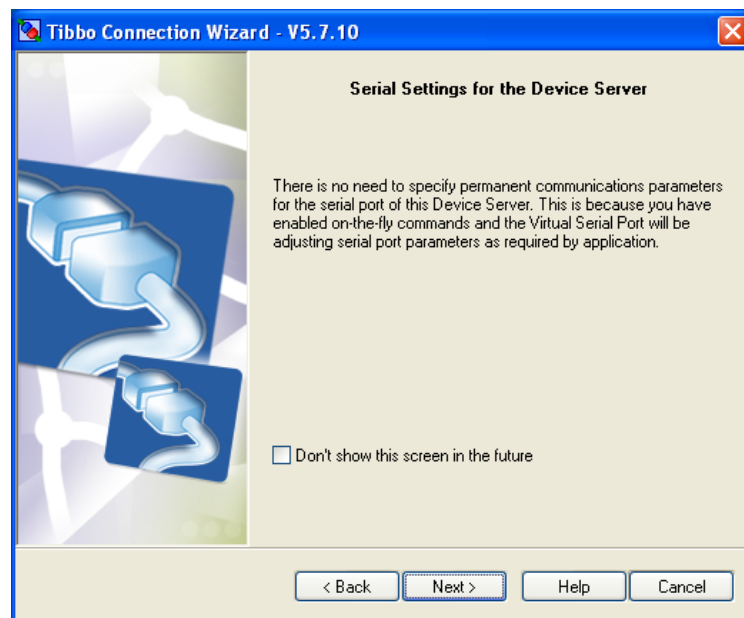 Tibbo Connection Wizard - V5.7.10
Serial Settings for the Device Server
There is no need to specify permanent communications parameters
for the serial port of this Device Server. This is because you have
enabled on-the-fly commands and the Virtual Serial Port will be
adjusting serial port parameters as required by application.
Don't show this screen in the future
< Back
Next >
Help
Cancel